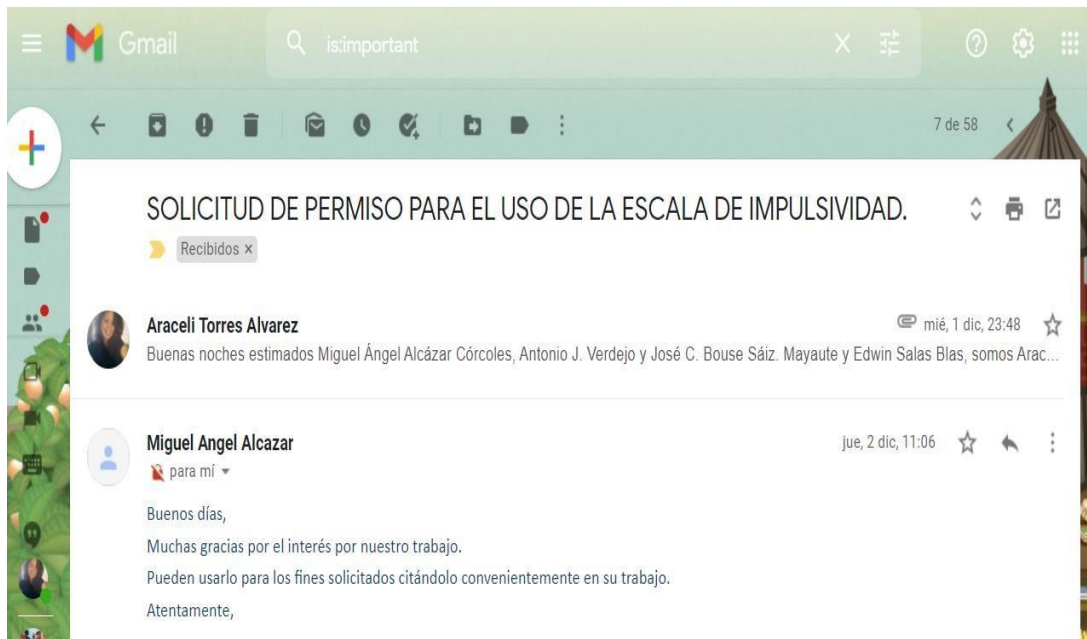 Gmail
is:important
7 de 58
SOLICITUD DE PERMISO PARA EL USO DE LA ESCALA DE IMPULSIVIDAD.
Recibidos ×
Araceli Torres Alvarez
mié, 1 dic, 23:48
Buenas noches estimados Miguel Ángel Alcázar Córcoles, Antonio J. Verdejo y José C. Bouse Sáiz. Mayaute y Edwin Salas Blas, somos Arac...
Miguel Angel Alcazar
jue, 2 dic, 11:06
para mí
Buenos días,
Muchas gracias por el interés por nuestro trabajo.
Pueden usarlo para los fines solicitados citándolo convenientemente en su trabajo.
Atentamente,